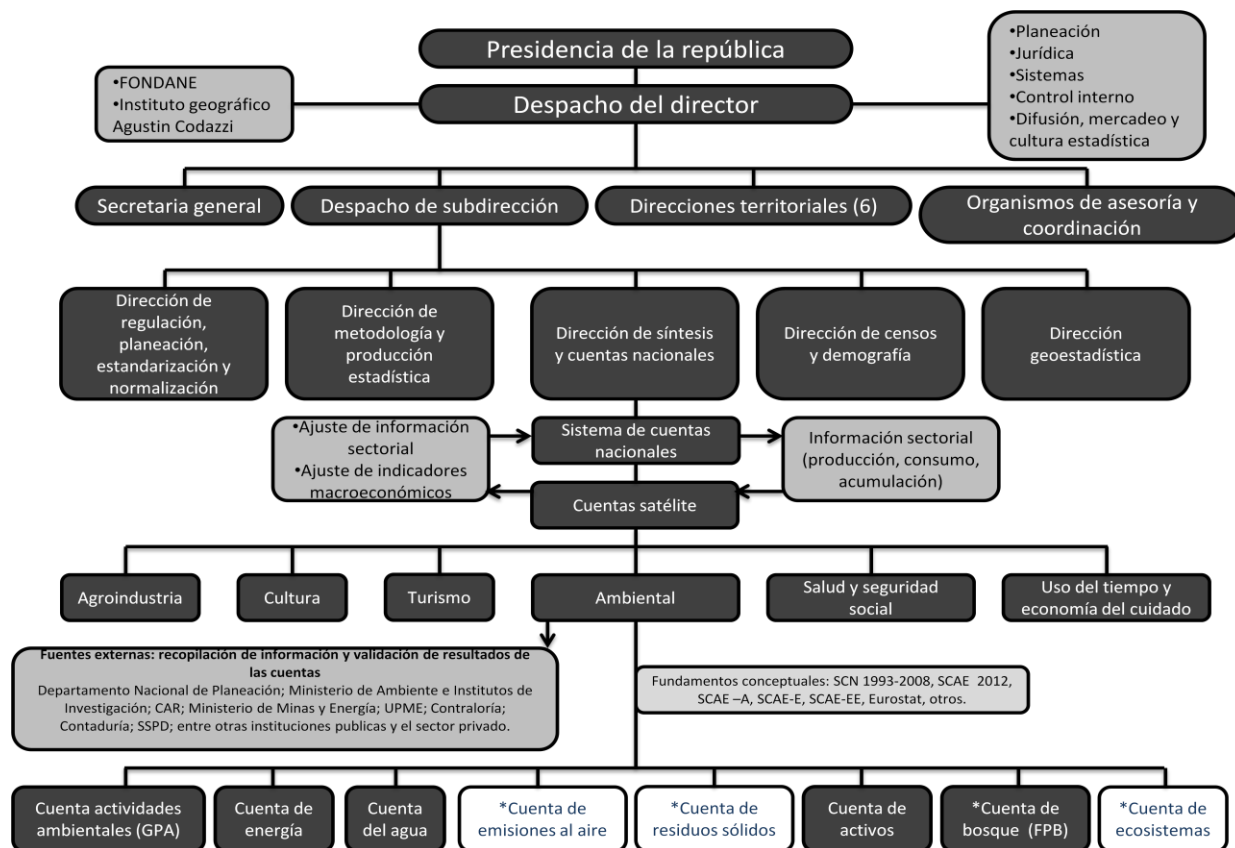 Presidencia de la república
•FONDANE
•Instituto geográfico
Agustin Codazzi
Despacho del director
•Planeación
•Jurídica
•Sistemas
•Control interno
•Difusión, mercadeo y
cultura estadística
Secretaria general
Despacho de subdirección
Direcciones territoriales (6)
Organismos de asesoría y
coordinación
Dirección de
regulación,
planeación,
estandarización y
normalización
Dirección de
metodología y
producción
estadística
Dirección de síntesis
y cuentas nacionales
Dirección de censos
y demografía
Dirección
geoestadística
•Ajuste de información
sectorial
•Ajuste de indicadores
macroeconómicos
Sistema de cuentas
nacionales
Información sectorial
(producción, consumo,
acumulación)
Cuentas satélite
Agroindustria
Cultura
Turismo
Ambiental
Salud y seguridad
social
Uso del tiempo y
economía del cuidado
Fuentes externas: recopilación de información y validación de resultados de
las cuentas
Departamento Nacional de Planeación; Ministerio de Ambiente e Institutos de
Investigación; CAR; Ministerio de Minas y Energía; UPME; Contraloría;
Contaduría; SSPD; entre otras instituciones publicas y el sector privado.
Fundamentos conceptuales: SCN 1993-2008, SCAE 2012,
SCAE –A, SCAE-E, SCAE-EE, Eurostat, otros.
Cuenta actividades
ambientales (GPA)
Cuenta de
energía
Cuenta
del agua
*Cuenta de
emisiones al aire
*Cuenta de
residuos sólidos
Cuenta de
activos
*Cuenta de
bosque (FPB)
*Cuenta de
ecosistemas